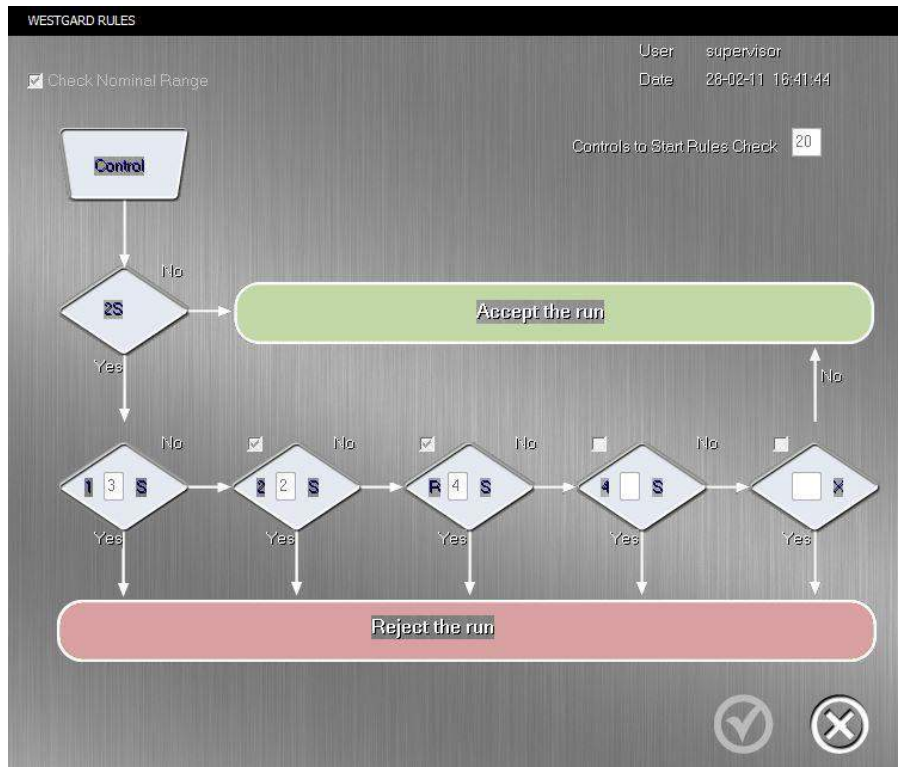 WESTGARD RULES
User supervisor
Check Nominal Range
Date 28-02-11 16:41:44
Controls to Start Rules Check 20
Control
No
2S
Accept the run
Yes
No
No No No No
1 3 S 2 2 S R 4 S 4 S X
Yes Yes Yes Yes Yes
Reject the run